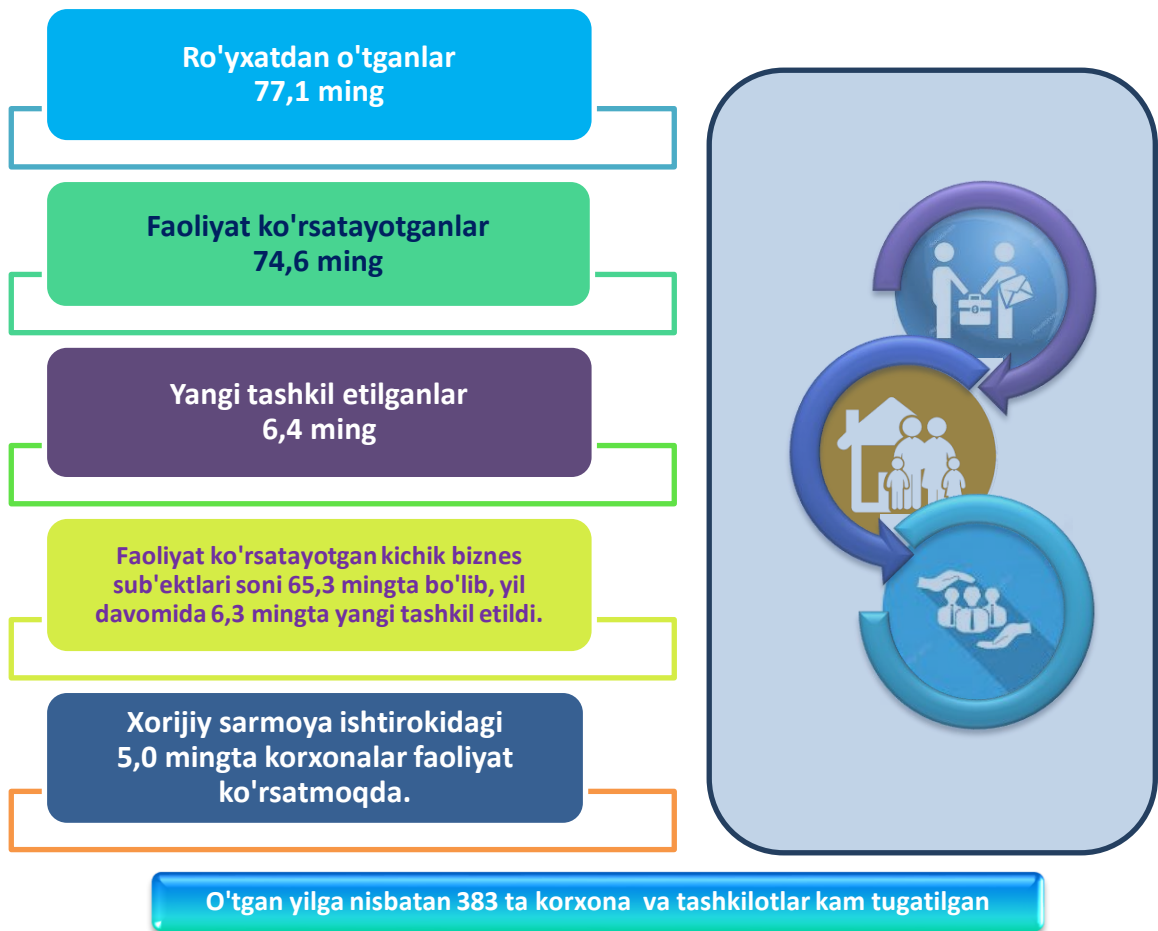 Ro'yxatdan o'tganlar
77,1 ming
Faoliyat ko'rsatayotganlar
74,6 ming
Yangi tashkil etilganlar
6,4 ming
Faoliyat ko'rsatayotgan kichik biznes
sub'ektlari soni 65,3 mingta bo'lib, yil
davomida 6,3 mingta yangi tashkil etildi.
Xorijiy sarmoya ishtirokidagi
5,0 mingta korxonalar faoliyat
ko'rsatmoqda.
O'tgan yilga nisbatan 383 ta korxona va tashkilotlar kam tugatilgan